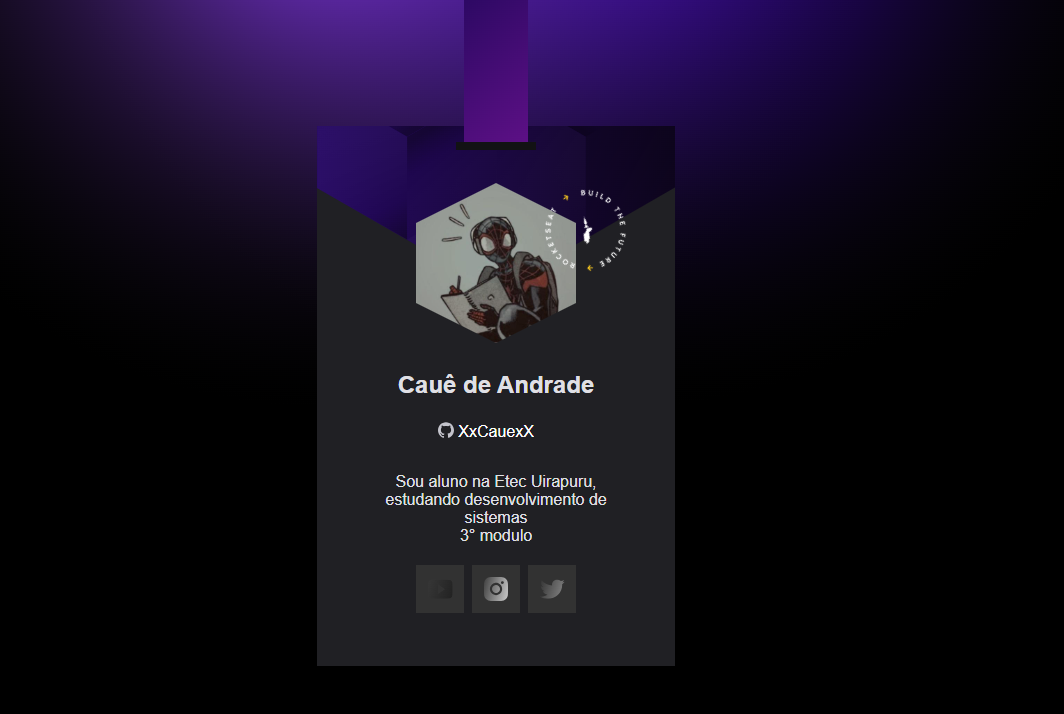 BUILD THE FUTURE
ROCKETSEAT
Cauê de Andrade
XxCauexX
Sou aluno na Etec Uirapuru,
estudando desenvolvimento de
sistemas
3° modulo